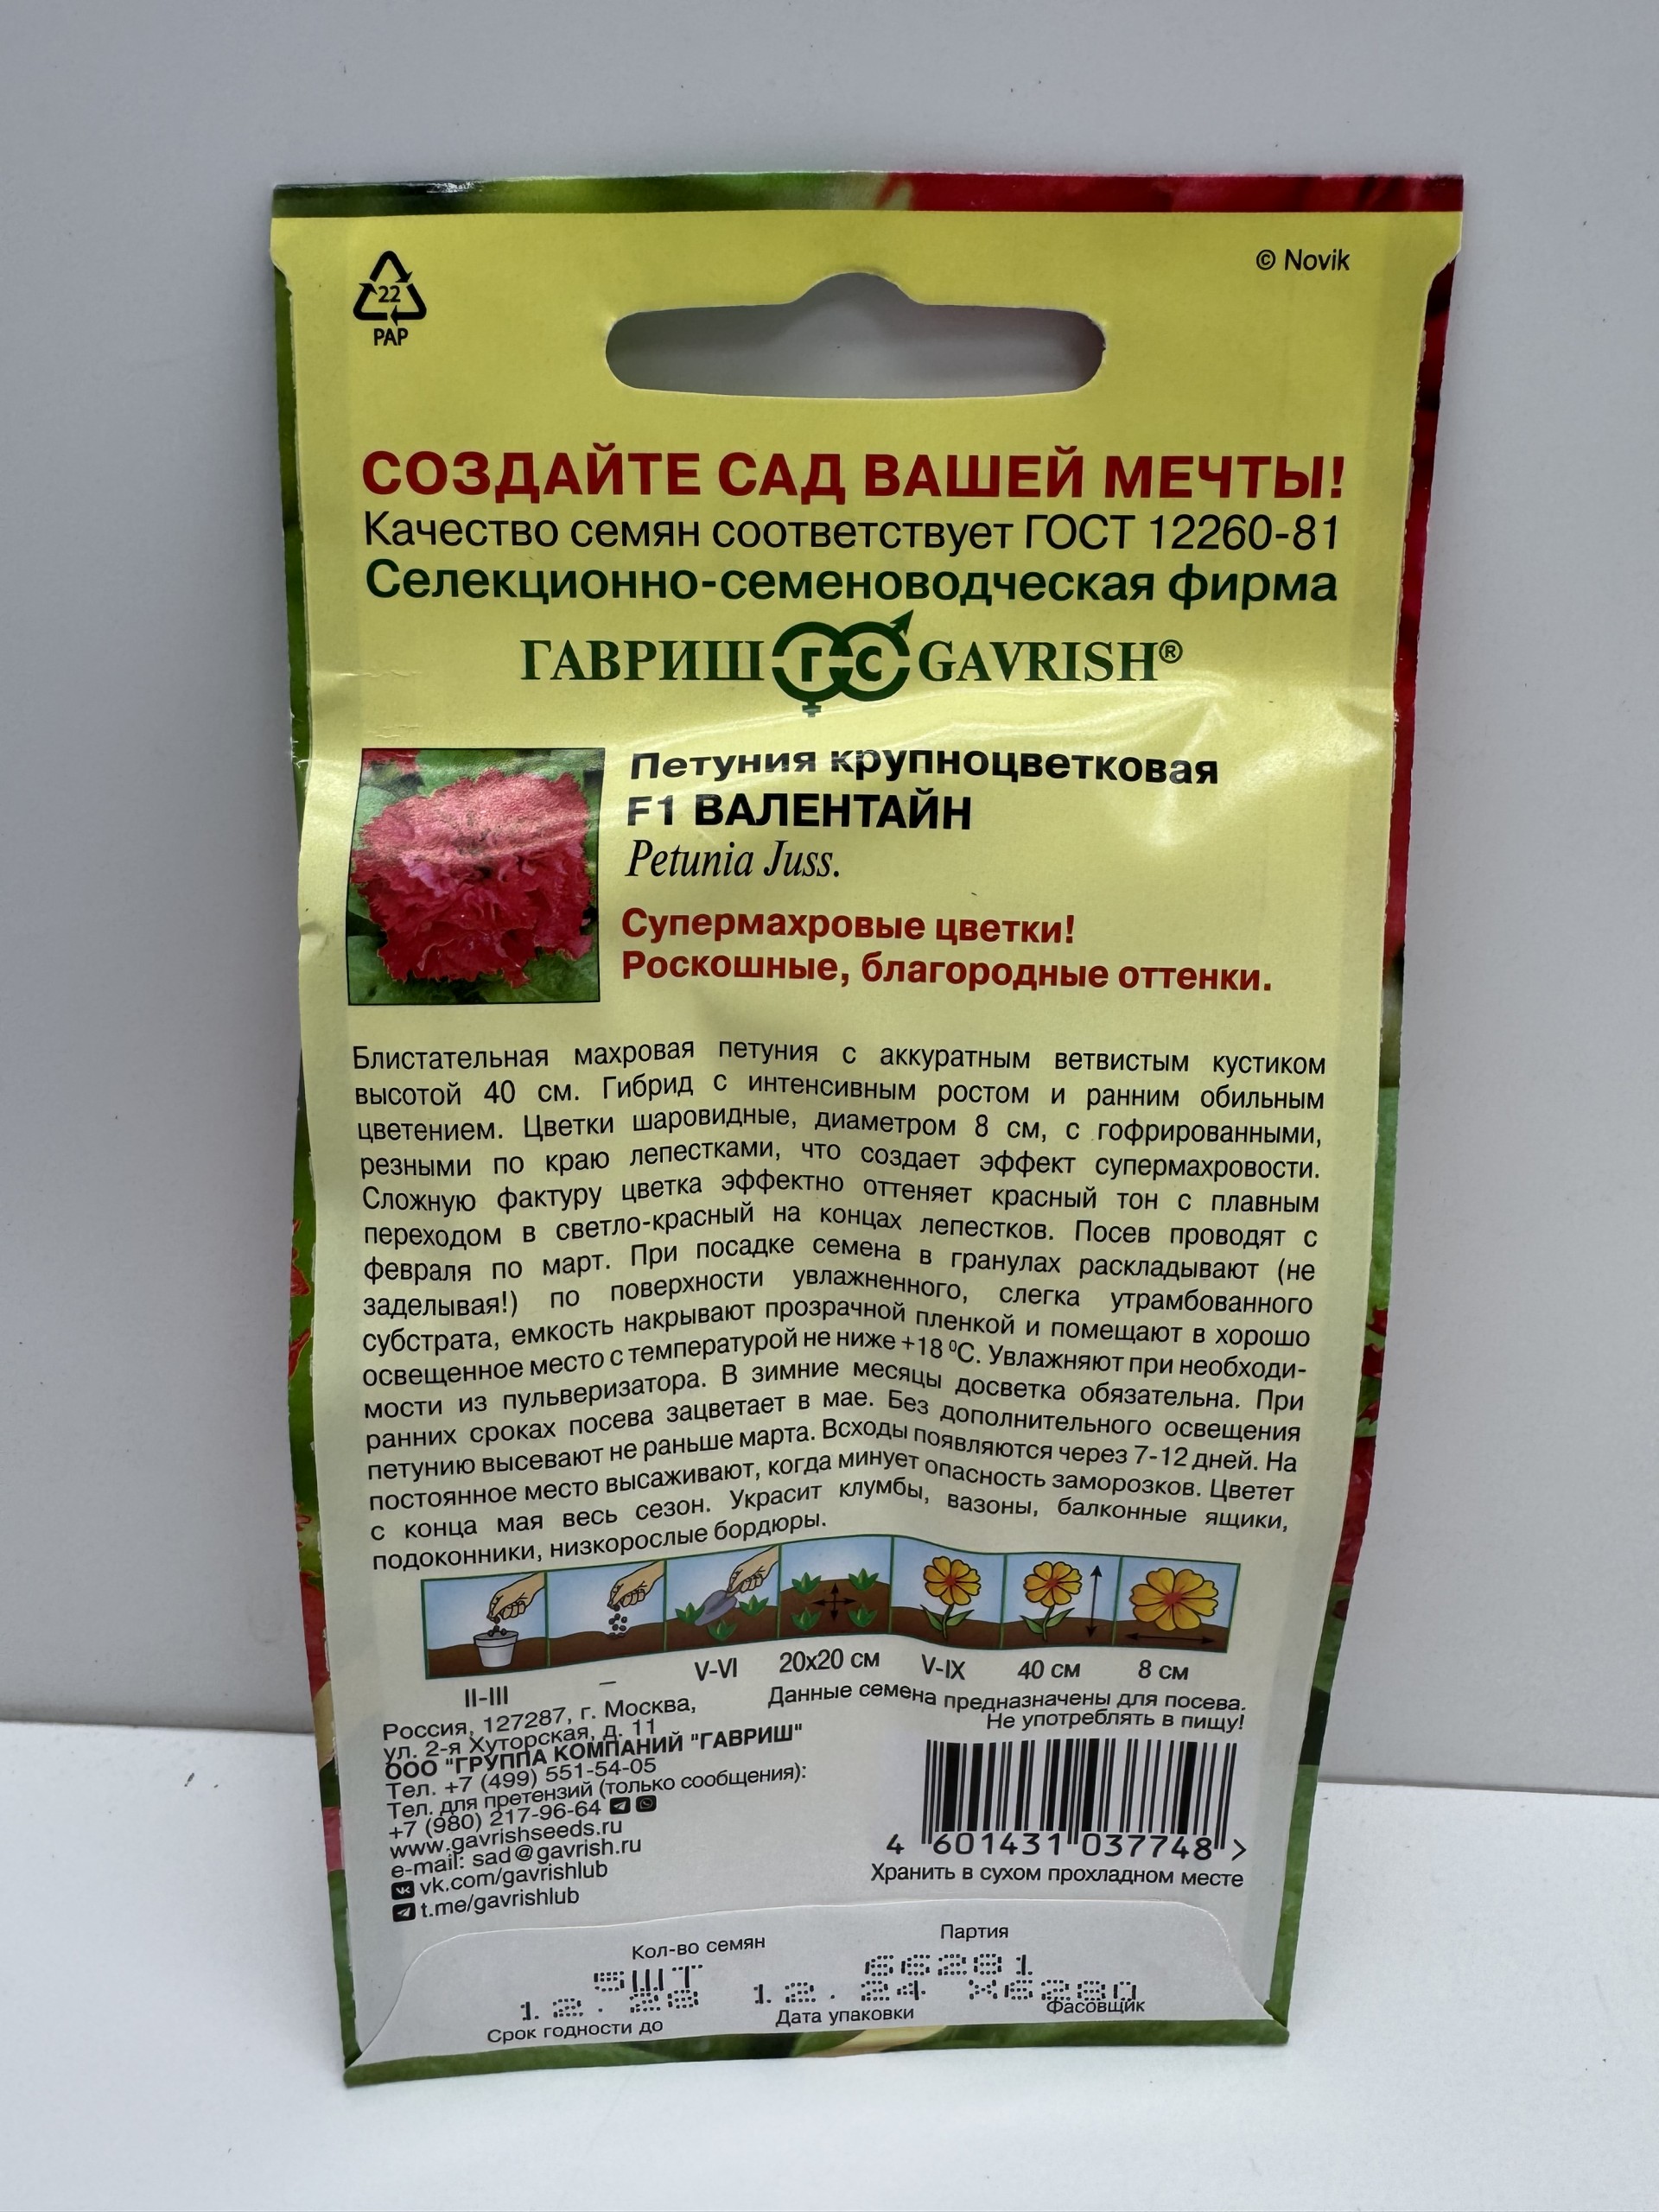 22
PAP
© Novik
СОЗДАЙТЕ САД ВАШЕЙ МЕЧТЫ!
Качество семян соответствует ГОСТ 12260-81
Селекционно-семеноводческая фирма
ГАВРИШ ГС GAVRISH®
Петуния крупноцветковая
F1 ВАЛЕНТАЙН
Petunia Juss.
Супермахровые цветки!
Роскошные, благородные оттенки.
Блистательная махровая петуния с аккуратным ветвистым кустиком
высотой 40 см. Гибрид с интенсивным ростом и ранним обильным
цветением. Цветки шаровидные, диаметром 8 см, с гофрированными,
резными по краю лепестками, что создает эффект супермахровости.
Сложную фактуру цветка эффектно оттеняет красный тон с плавным
переходом в светло-красный на концах лепестков. Посев проводят с
февраля по март. При посадке семена в гранулах раскладывают (не
заделывая!) по поверхности увлажненного, слегка утрамбованного
субстрата, емкость накрывают прозрачной пленкой и помещают в хорошо
освещенное место с температурой не ниже +18 ⁰С. Увлажняют при необходи-
мости из пульверизатора. В зимние месяцы досветка обязательна. При
ранних сроках посева зацветает в мае. Без дополнительного освещения
петунию высевают не раньше марта. Всходы появляются через 7-12 дней. На
постоянное место высаживают, когда минует опасность заморозков. Цветет
с конца мая весь сезон. Украсит клумбы, вазоны, балконные ящики,
подоконники, низкорослые бордюры.
II-III – V-VI 20x20 см V-IX 40 см 8 см
Данные семена предназначены для посева.
Не употреблять в пищу!
Россия, 127287, г. Москва,
ул. 2-я Хуторская, д. 11
ООО "ГРУППА КОМПАНИЙ "ГАВРИШ"
Тел. +7 (499) 551-54-05
Тел. для претензий (только сообщения):
+7 (980) 217-96-64
www.gavrishseeds.ru
e-mail: sad@gavrish.ru
vk.com/gavrishlub
t.me/gavrishlub
4 601431 037748 >
Хранить в сухом прохладном месте
Кол-во семян
Партия
5ШТ
66281
12.28
12.24
Срок годности до
Дата упаковки
Фасовщик